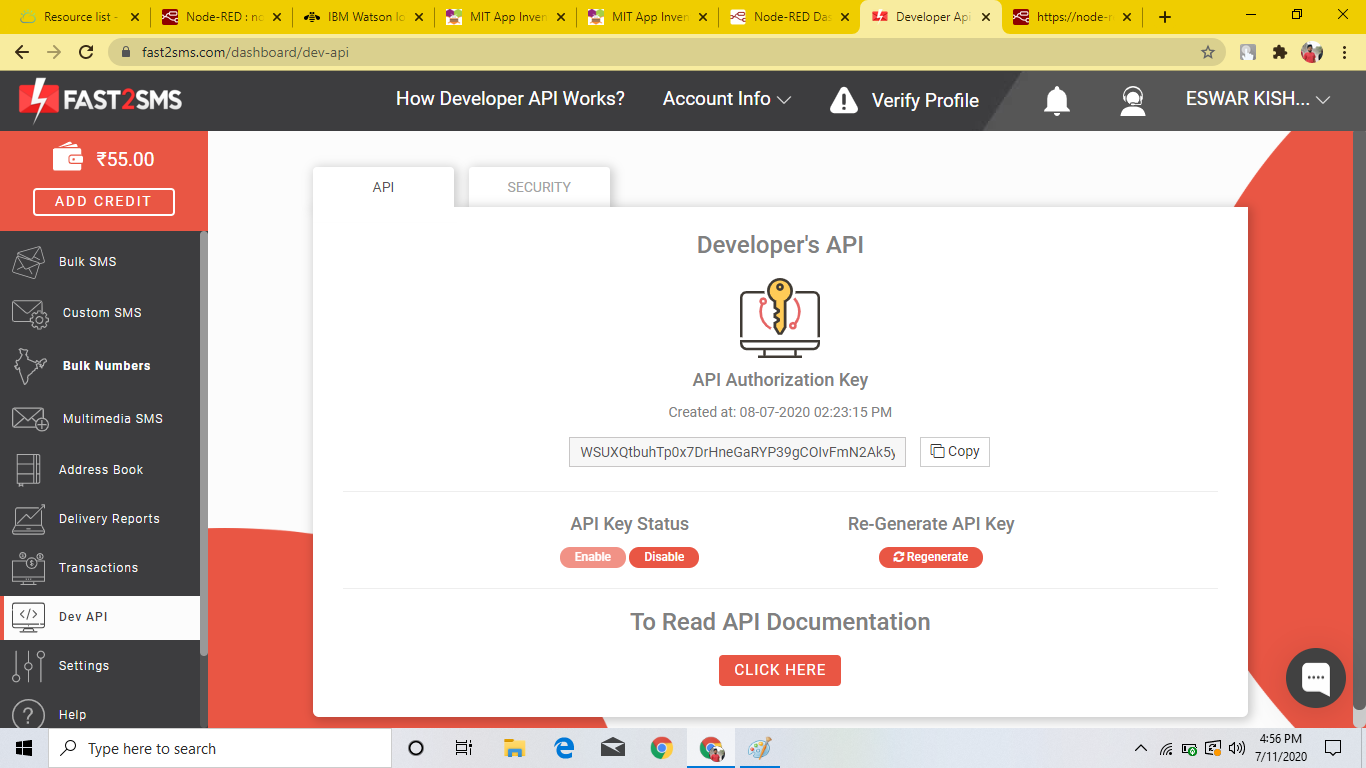 Resource list -
Node-RED : no
IBM Watson Io
MIT App Inven
MIT App Inven
Node-RED Das
Developer Api
https://node-r
fast2sms.com/dashboard/dev-api
FAST2SMS
How Developer API Works?
Account Info
Verify Profile
ESWAR KISH...
₹55.00
ADD CREDIT
Bulk SMS
Custom SMS
Bulk Numbers
Multimedia SMS
Address Book
Delivery Reports
Transactions
Dev API
Settings
Help
API
SECURITY
Developer's API
API Authorization Key
Created at: 08-07-2020 02:23:15 PM
WSUXQtbuhTp0x7DrHneGaRYP39gCOIvFmN2Ak5y
Copy
API Key Status
Re-Generate API Key
Enable
Disable
Regenerate
To Read API Documentation
CLICK HERE
Type here to search
4:56 PM
7/11/2020